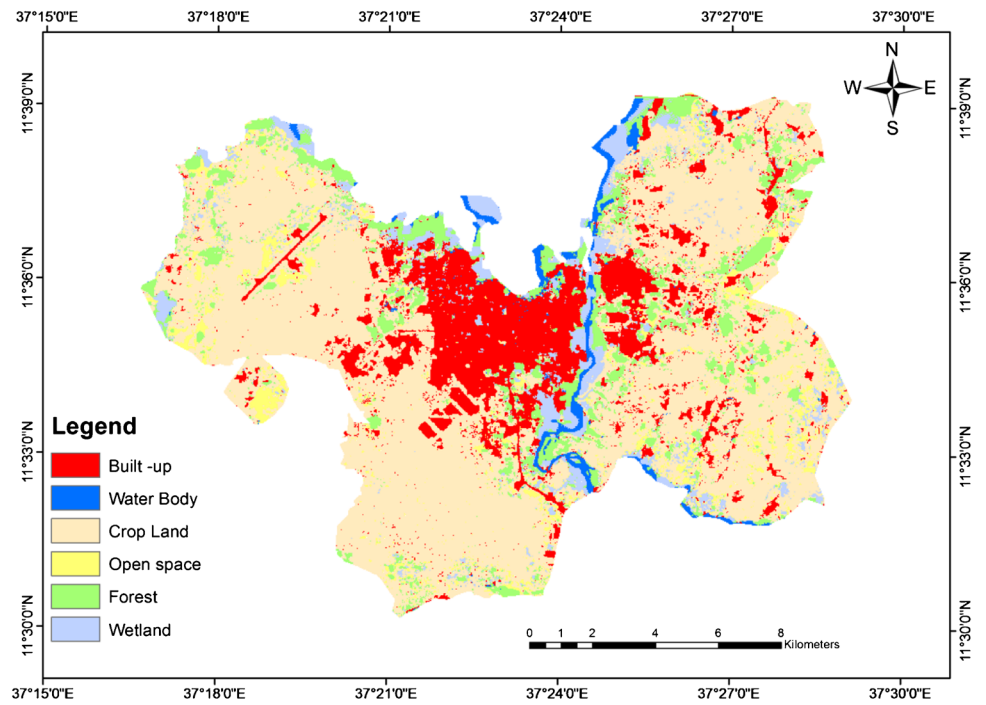 37°15'0"E 37°18'0"E 37°21'0"E 37°24'0"E 37°27'0"E 37°30'0"E
N
W E
S
11°39'0"N 11°39'0"N
11°36'0"N 11°36'0"N
11°33'0"N 11°33'0"N
11°30'0"N 11°30'0"N
Legend
Built -up
Water Body
Crop Land
Open space
Forest
Wetland
0 1 2 4 6 8
Kilometers
37°15'0"E 37°18'0"E 37°21'0"E 37°24'0"E 37°27'0"E 37°30'0"E